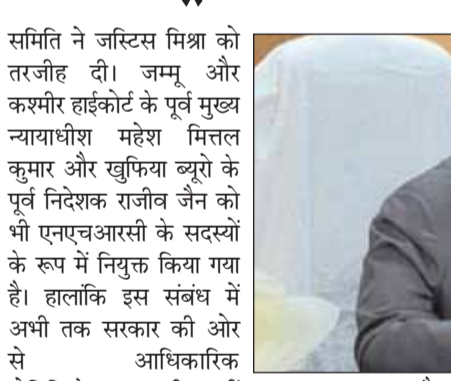 समिति ने जस्टिस मिश्रा को
तरजीह दी। जम्मू और
कश्मीर हाईकोर्ट के पूर्व मुख्य
न्यायाधीश महेश मित्तल
कुमार और खुफिया ब्यूरो के
पूर्व निदेशक राजीव जैन को
भी एनएचआरसी के सदस्यों
के रूप में नियुक्त किया गया
है। हालांकि इस संबंध में
अभी तक सरकार की ओर
से आधिकारिक